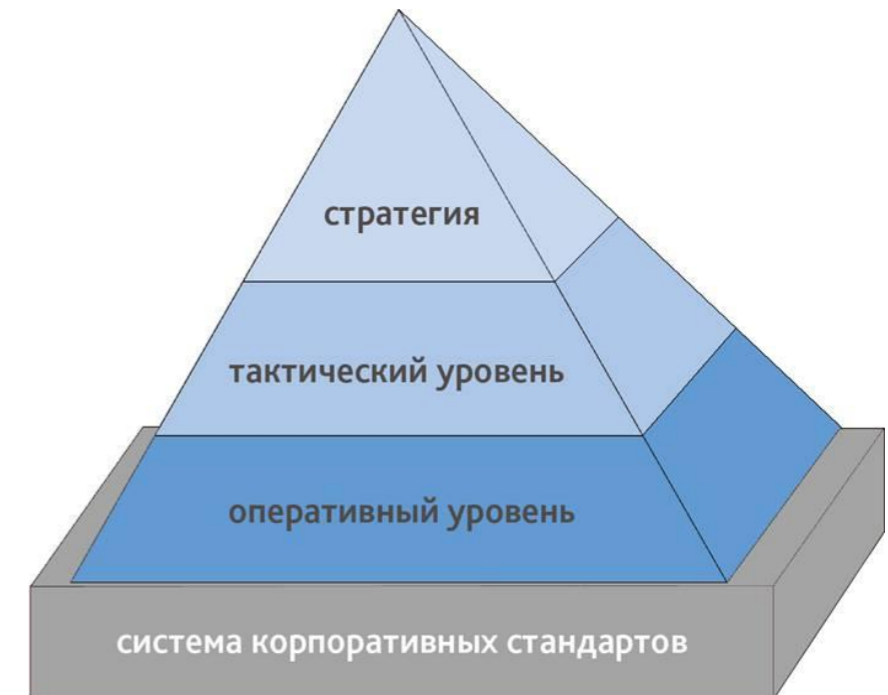 стратегия
тактический уровень
оперативный уровень
система корпоративных стандартов